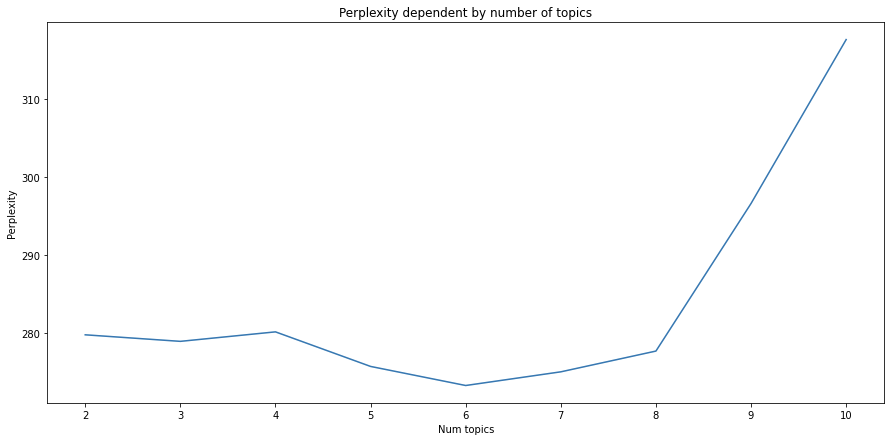 Perplexity dependent by number of topics
310
300
290
280
Perplexity
2 3 4 5 6 7 8 9 10
Num topics